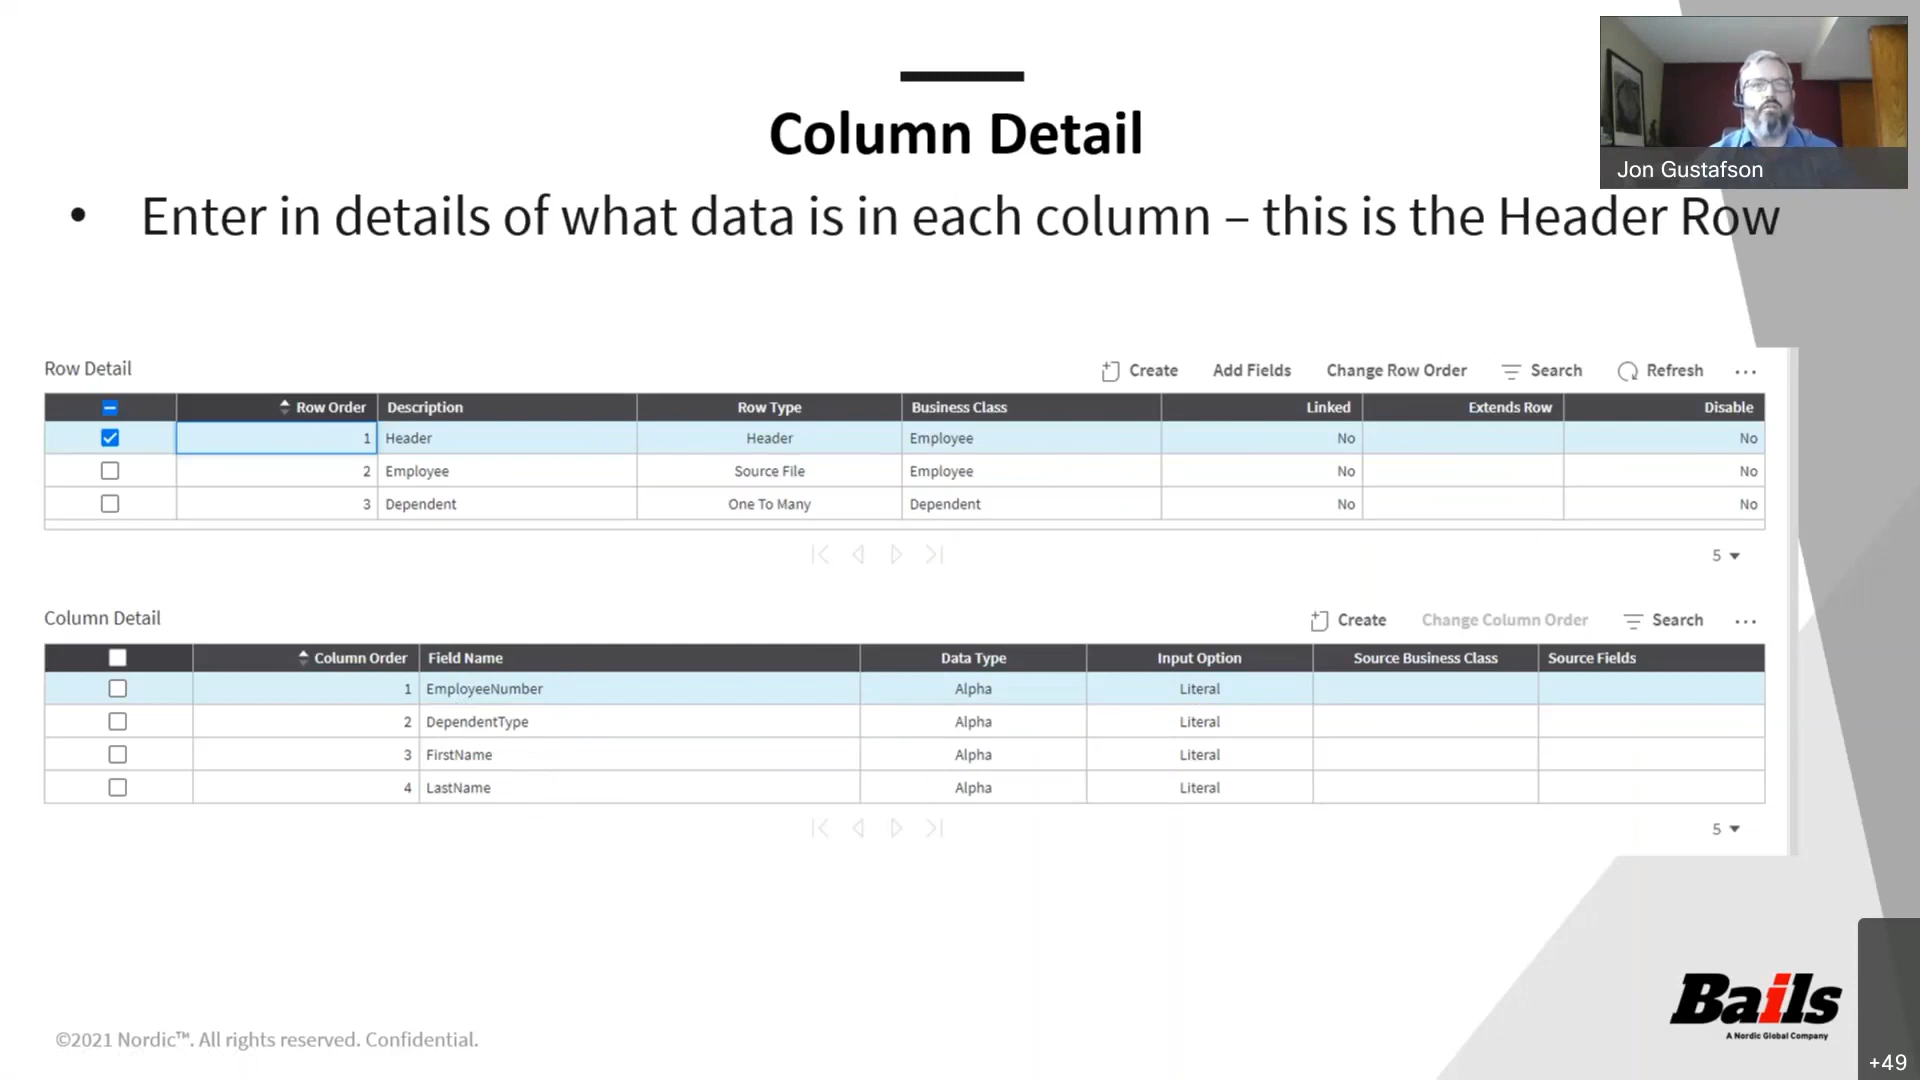 Column Detail
Jon Gustafson
• Enter in details of what data is in each column – this is the Header Row
Row Detail
Create Add Fields Change Row Order Search Refresh ...
Row Order Description Row Type Business Class Linked Extends Row Disable
1 Header Header Employee No No
2 Employee Source File Employee No No
3 Dependent One To Many Dependent No No
5
Column Detail
Create Change Column Order Search ...
Column Order Field Name Data Type Input Option Source Business Class Source Fields
1 EmployeeNumber Alpha Literal
2 DependentType Alpha Literal
3 FirstName Alpha Literal
4 LastName Alpha Literal
5
Bails
A Nordic Global Company
©2021 Nordic™. All rights reserved. Confidential.
+49